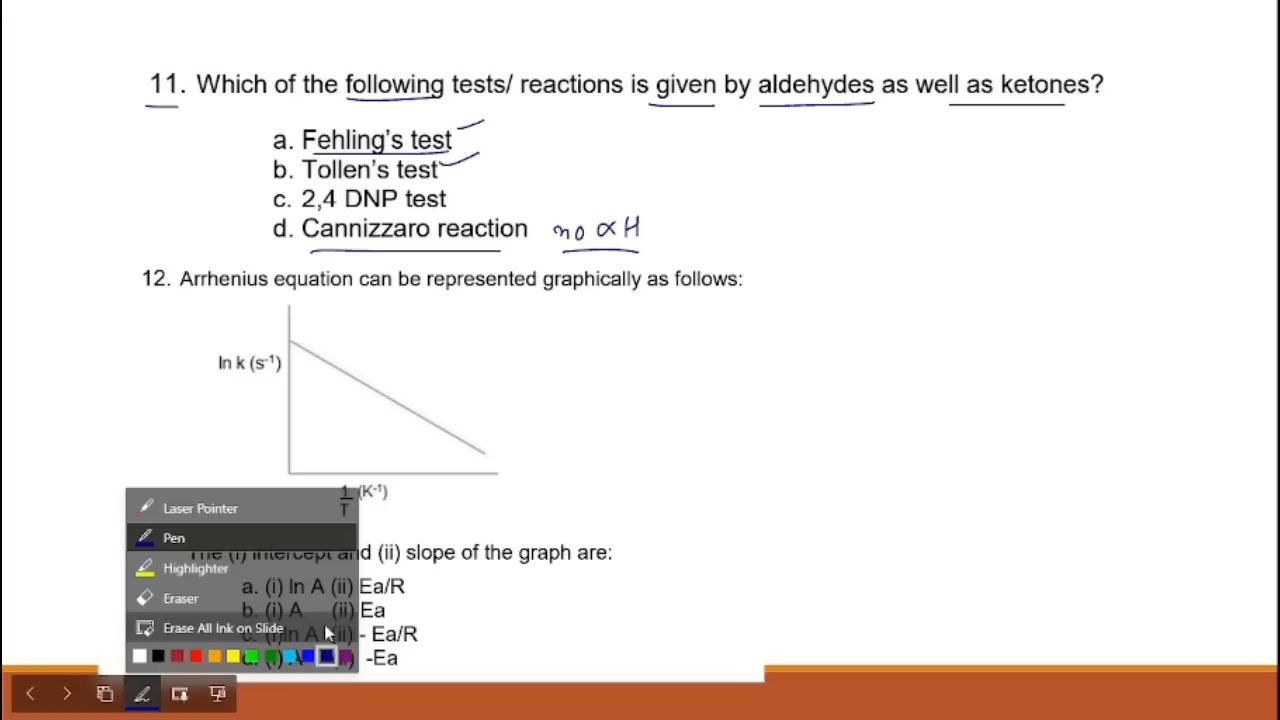 11. Which of the following tests/ reactions is given by aldehydes as well as ketones?
a. Fehling's test
b. Tollen's test
c. 2,4 DNP test
d. Cannizzaro reaction no ∝ H
12. Arrhenius equation can be represented graphically as follows:
ln k (s⁻¹)
1/T (K⁻¹)
Laser Pointer
Pen
The (i) intercept and (ii) slope of the graph are:
Highlighter
a. (i) ln A (ii) Ea/R
Eraser
b. (i) A (ii) Ea
Erase All Ink on Slide
c. (i)ln A (ii) - Ea/R
d. (i) A -Ea